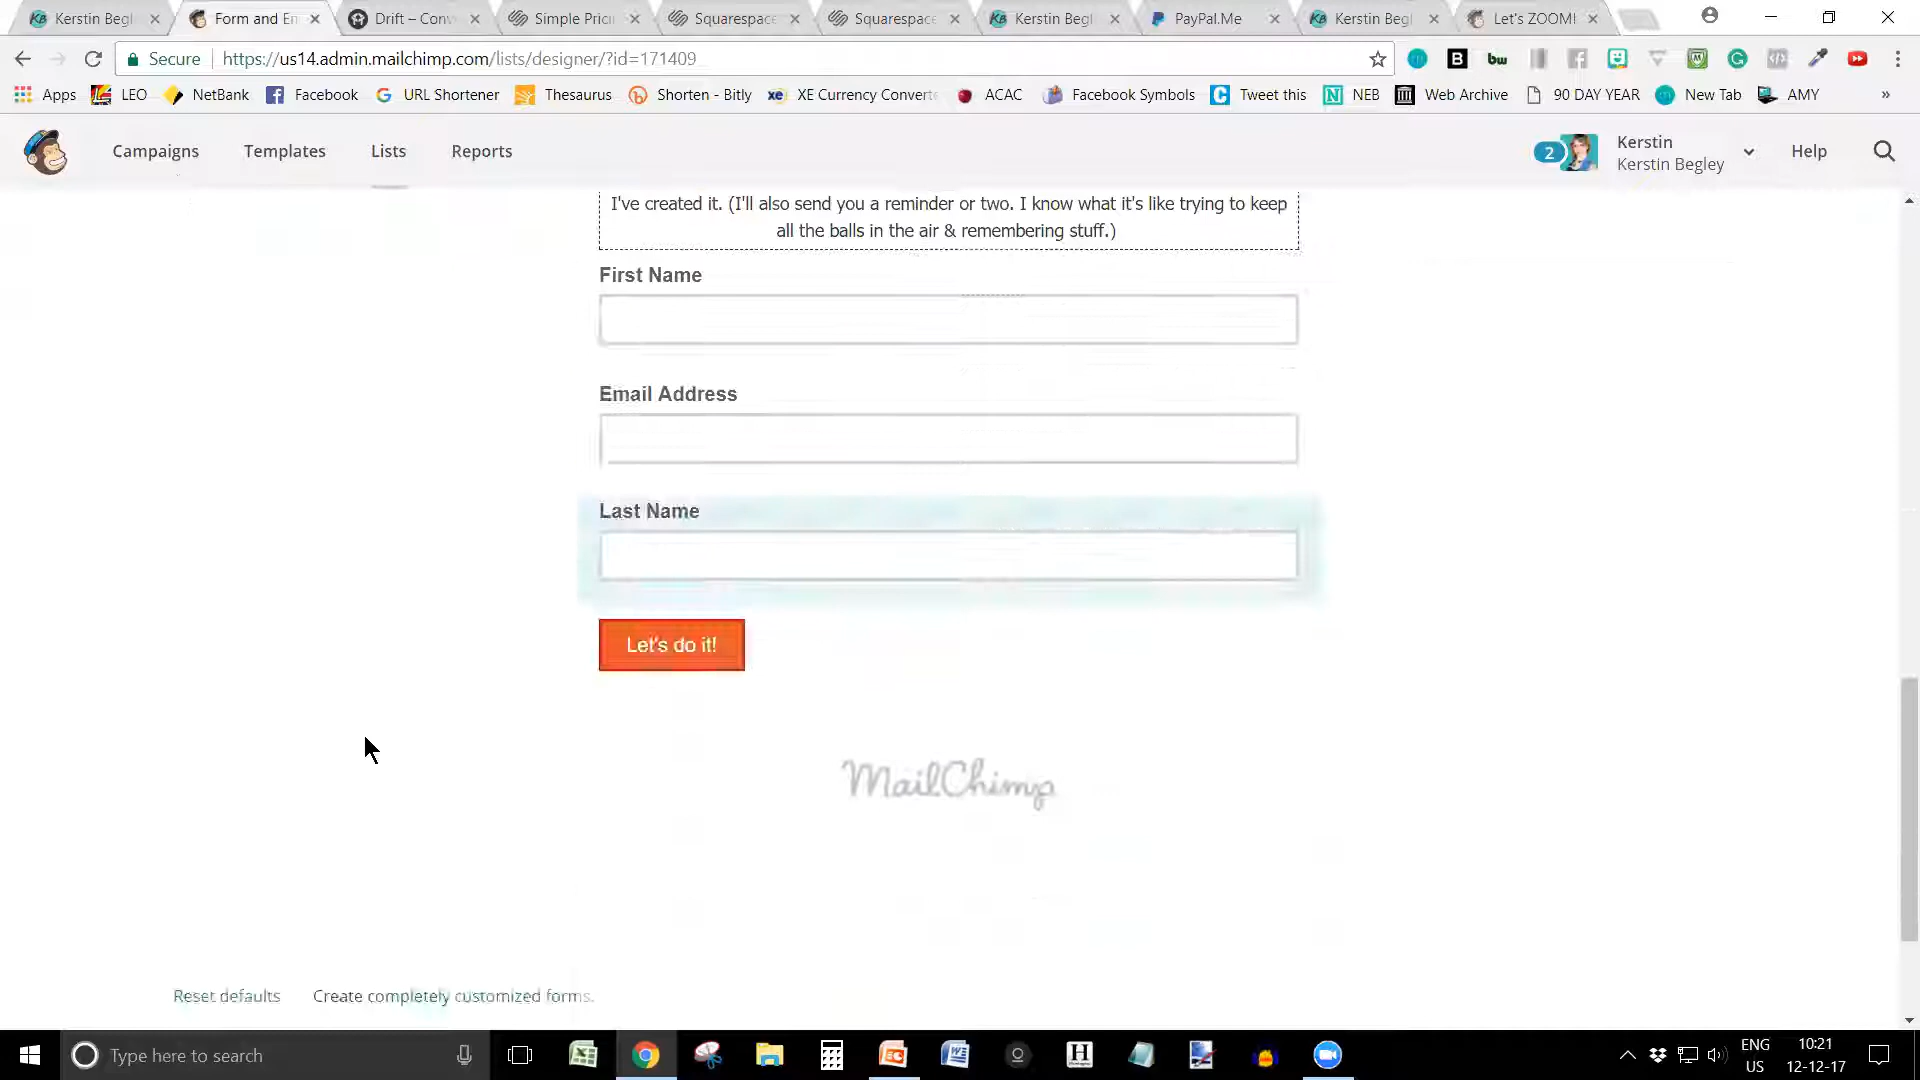 Kerstin Begl
Form and En
Drift – Conv
Simple Prici
Squarespace
Squarespace
Kerstin Begl
PayPal.Me
Kerstin Begl
Let's ZOOM!
Secure
https://us14.admin.mailchimp.com/lists/designer/?id=171409
B
bw
Apps
LEO
NetBank
Facebook
URL Shortener
Thesaurus
Shorten - Bitly
XE Currency Converte
ACAC
Facebook Symbols
Tweet this
NEB
Web Archive
90 DAY YEAR
New Tab
AMY
Campaigns
Templates
Lists
Reports
2
Kerstin
Kerstin Begley
Help
I've created it. (I'll also send you a reminder or two. I know what it's like trying to keep
all the balls in the air & remembering stuff.)
First Name
Email Address
Last Name
Let's do it!
MailChimp
Reset defaults
Create completely customized forms.
Type here to search
ENG
US
10:21
12-12-17